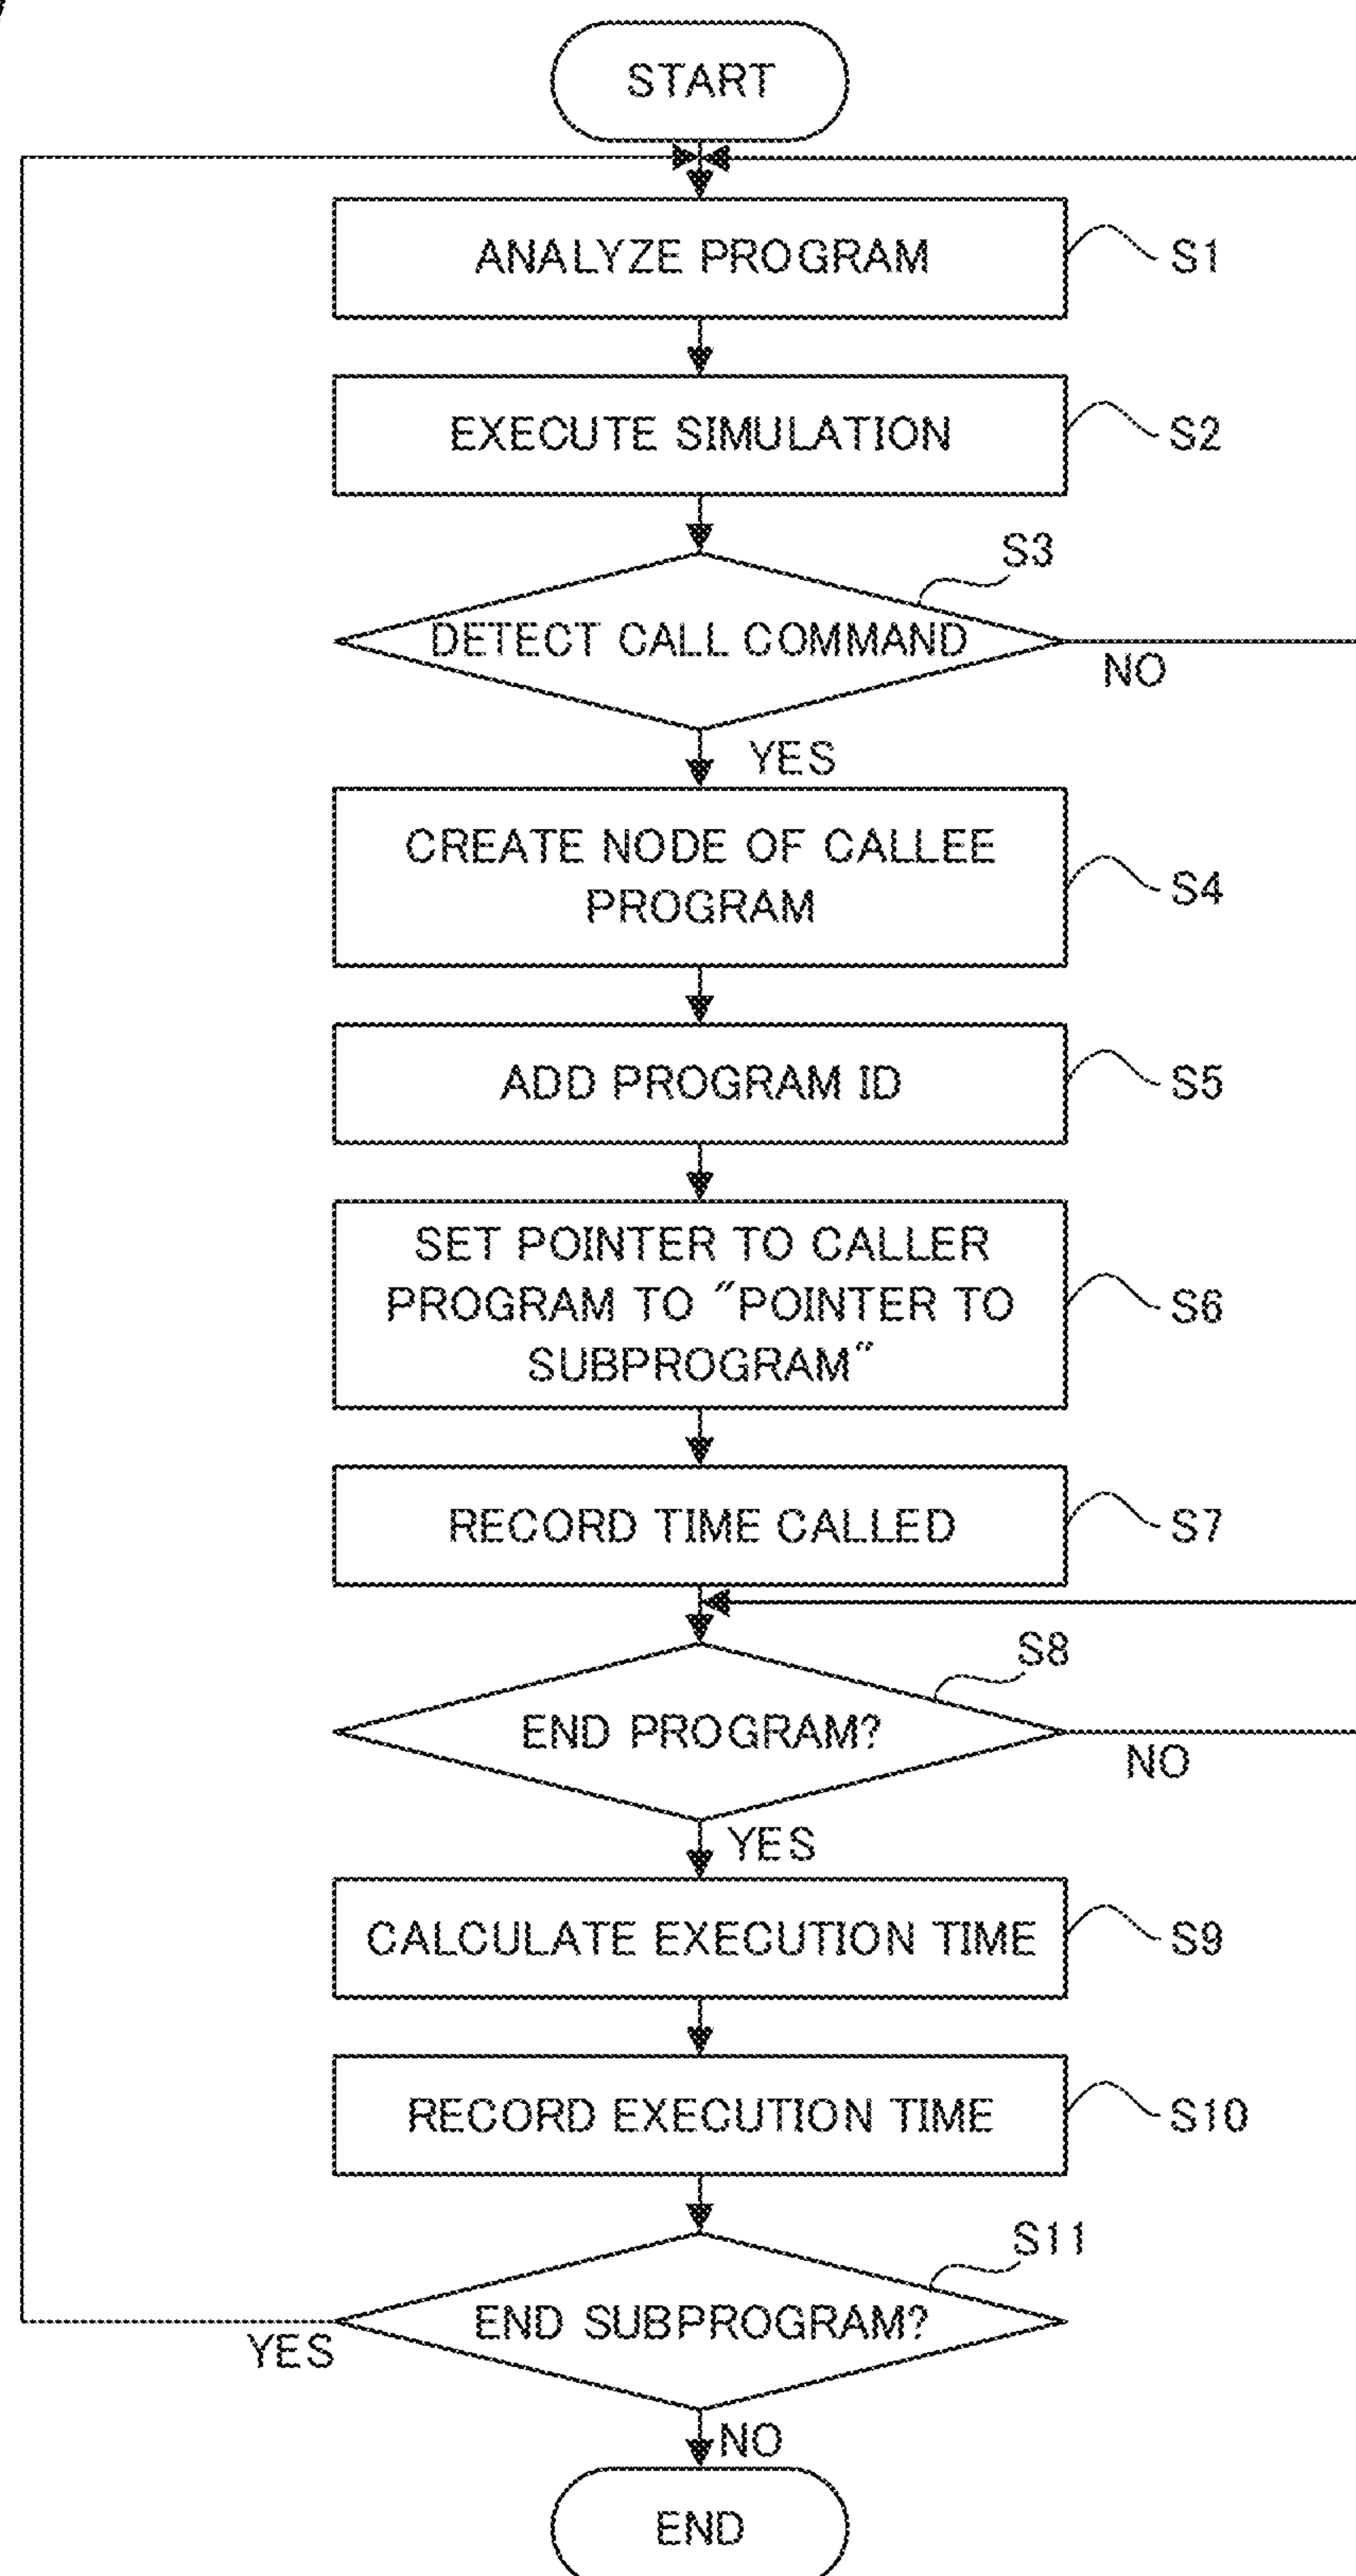 START
ANALYZE PROGRAM
S1
EXECUTE SIMULATION
S2
S3
DETECT CALL COMMAND
NO
YES
CREATE NODE OF CALLEE
PROGRAM
S4
ADD PROGRAM ID
S5
SET POINTER TO CALLER
PROGRAM TO "POINTER TO
SUBPROGRAM"
S6
RECORD TIME CALLED
S7
S8
END PROGRAM?
NO
YES
CALCULATE EXECUTION TIME
S9
RECORD EXECUTION TIME
S10
S11
END SUBPROGRAM?
YES
NO
END